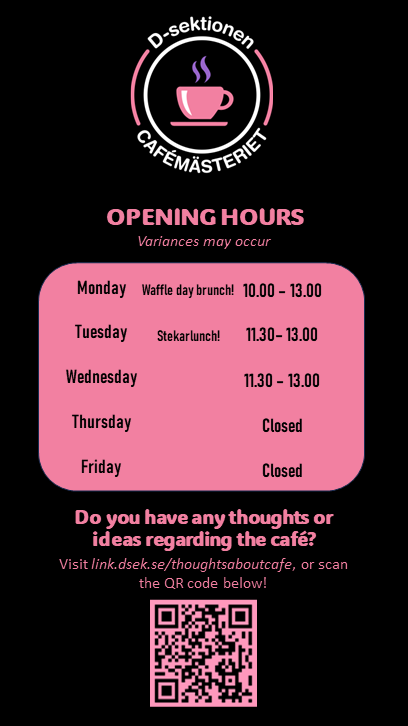 D-sektionen
CAFÉMÄSTERIET
OPENING HOURS
Variances may occur
Monday Waffle day brunch! 10.00 - 13.00
Tuesday Stekarlunch! 11.30- 13.00
Wednesday 11.30 - 13.00
Thursday Closed
Friday Closed
Do you have any thoughts or
ideas regarding the café?
Visit link.dsek.se/thoughtsaboutcafe, or scan
the QR code below!